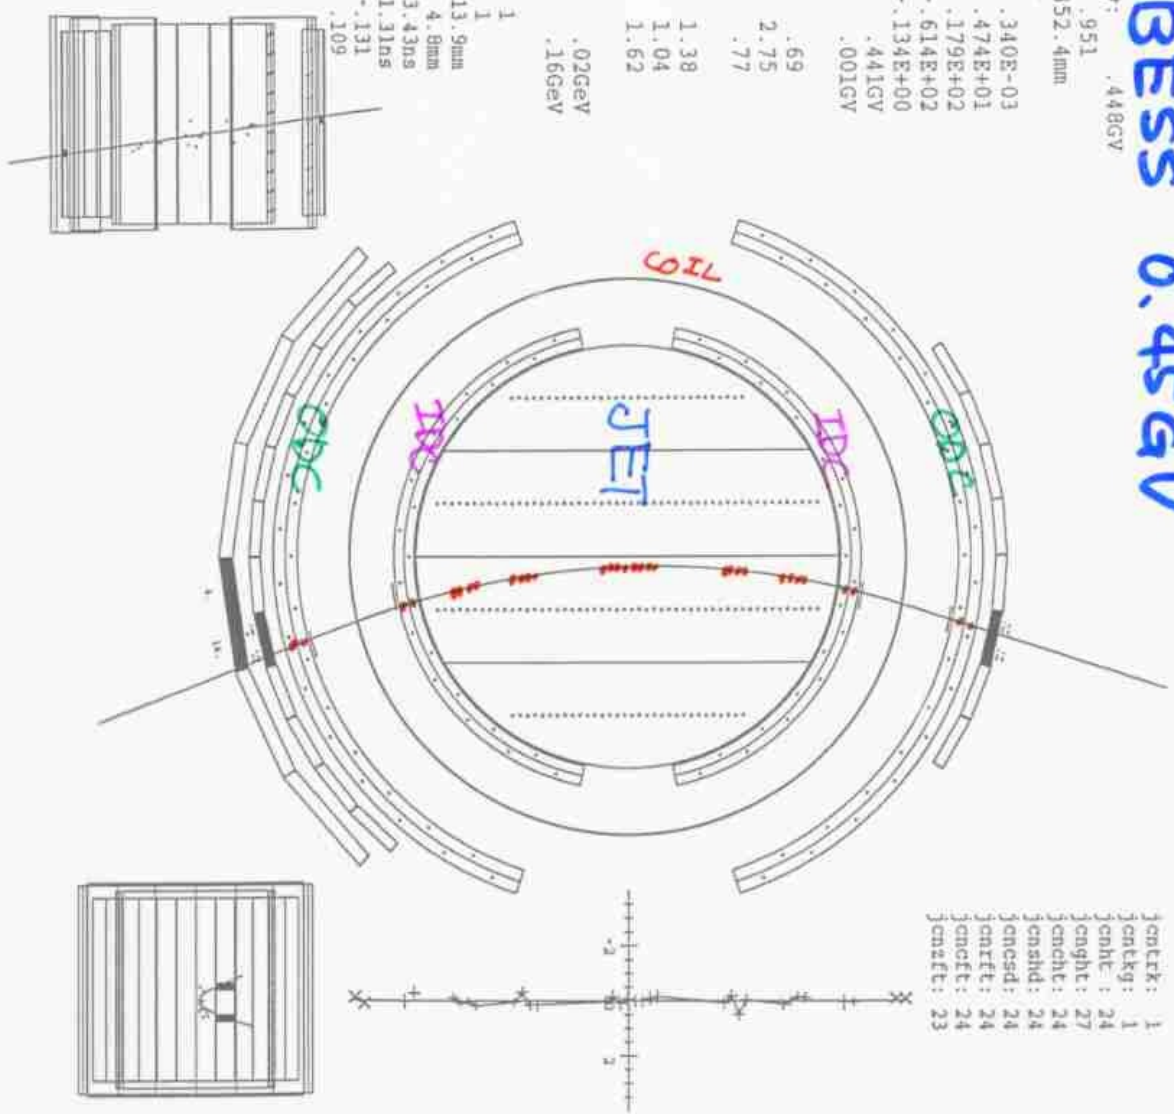 BESS 0.45GV
.448GV
.951
52.4mm
.340E-03
.474E+01
.179E+02
.614E+02
.134E+00
.441GV
.001GV
.69
2.75
.77
1.38
1.04
1.62
.02GeV
.16GeV
1
1
13.9mm
4.8mm
3.43ns
1.31ns
-.131
.109
COIL
ODC
IDC
JET
IDC
ODC
jcntrk: 1
jcntkg: 1
jcnht : 24
jcnght: 27
jcncht: 24
jcnshd: 24
jcncsd: 24
jcnrft: 24
jcncft: 24
jcnzft: 23
-2
0
2